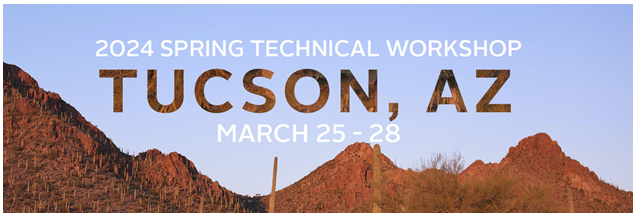 2024 SPRING TECHNICAL WORKSHOP
TUCSON, AZ
MARCH 25 - 28